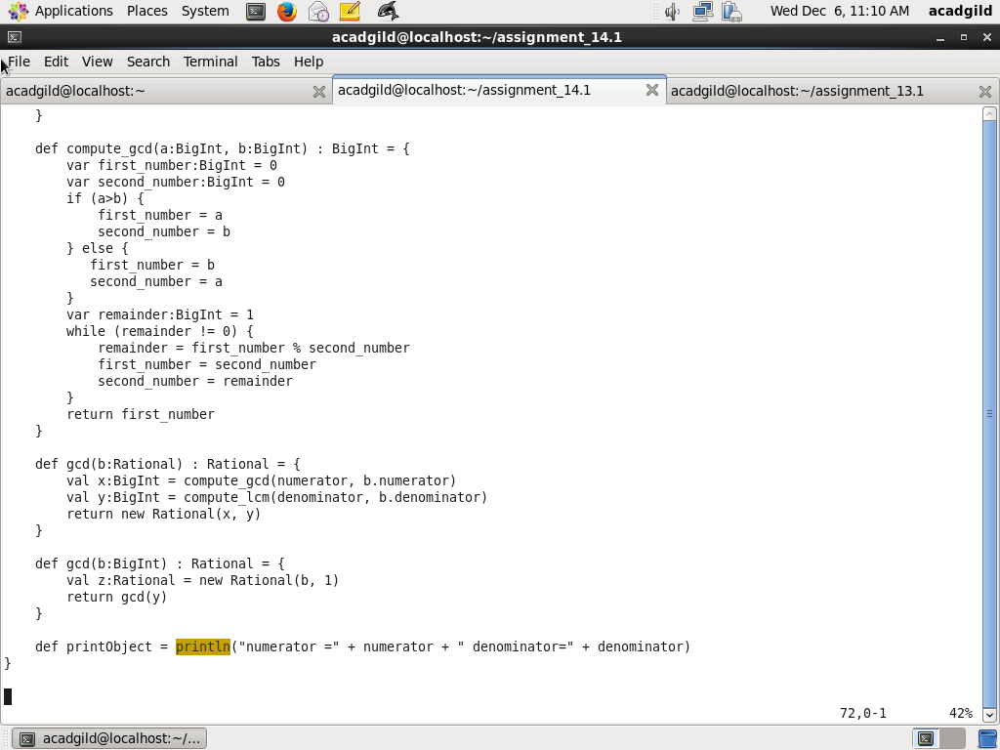 Applications Places System Wed Dec 6, 11:10 AM acadgild
acadgild@localhost:~/assignment_14.1
File Edit View Search Terminal Tabs Help
acadgild@localhost:~ acadgild@localhost:~/assignment_14.1 acadgild@localhost:~/assignment_13.1
    }

    def compute_gcd(a:BigInt, b:BigInt) : BigInt = {
        var first_number:BigInt = 0
        var second_number:BigInt = 0
        if (a>b) {
            first_number = a
            second_number = b
        } else {
           first_number = b
           second_number = a
        }
        var remainder:BigInt = 1
        while (remainder != 0) {
            remainder = first_number % second_number
            first_number = second_number
            second_number = remainder
        }
        return first_number
    }

    def gcd(b:Rational) : Rational = {
        val x:BigInt = compute_gcd(numerator, b.numerator)
        val y:BigInt = compute_lcm(denominator, b.denominator)
        return new Rational(x, y)
    }

    def gcd(b:BigInt) : Rational = {
        val z:Rational = new Rational(b, 1)
        return gcd(y)
    }

    def printObject = println("numerator =" + numerator + " denominator=" + denominator)
}

72,0-1 42%
acadgild@localhost:~/...